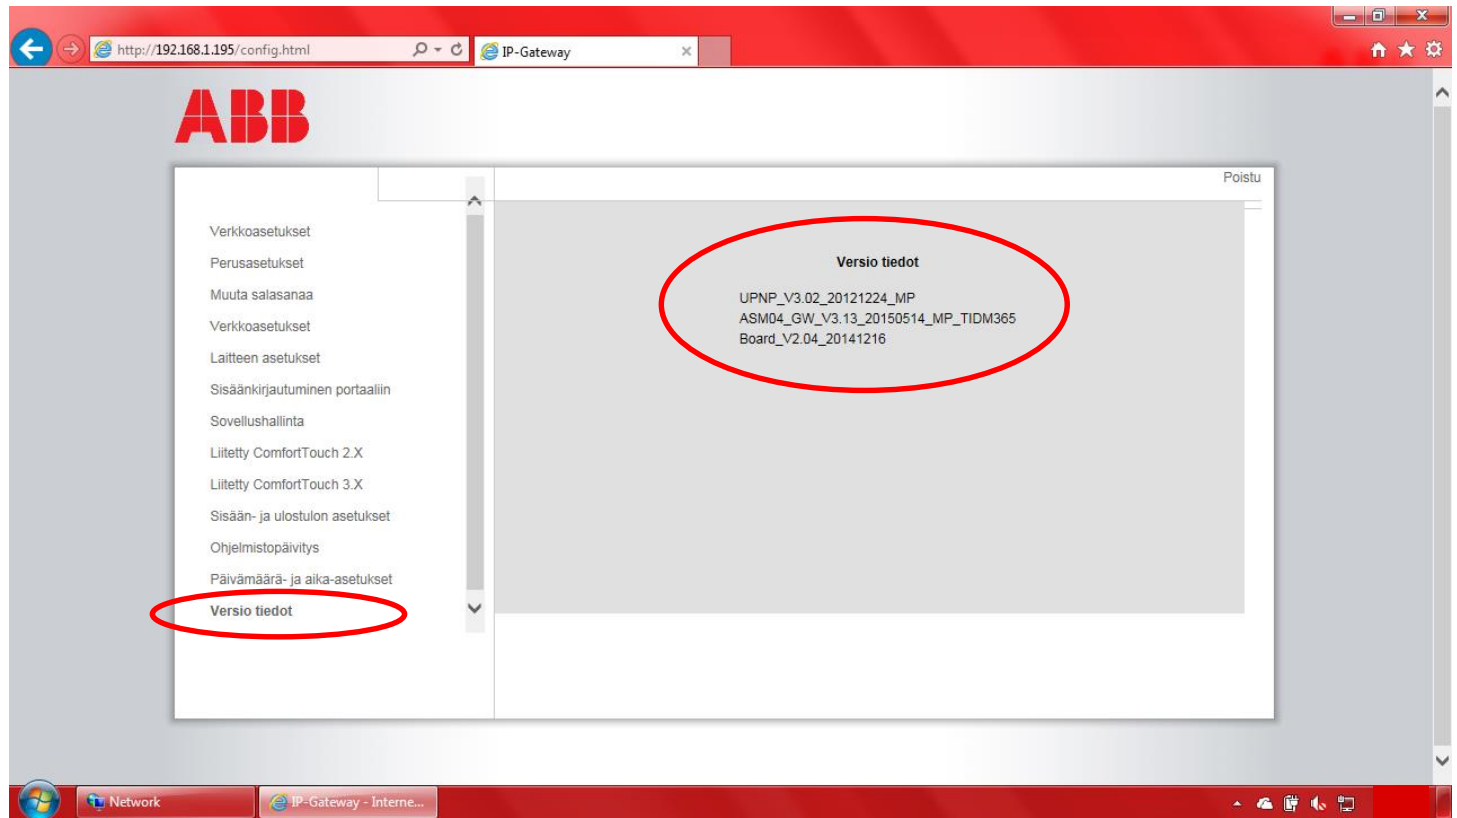 http://192.168.1.195/config.html
IP-Gateway
ABB
Poistu
Verkkoasetukset
Perusasetukset
Muuta salasanaa
Verkkoasetukset
Laitteen asetukset
Sisäänkirjautuminen portaaliin
Sovellushallinta
Liitetty ComfortTouch 2.X
Liitetty ComfortTouch 3.X
Sisään- ja ulostulon asetukset
Ohjelmistopäivitys
Päivämäärä- ja aika-asetukset
Versio tiedot
Versio tiedot
UPNP_V3.02_20121224_MP
ASM04_GW_V3.13_20150514_MP_TIDM365
Board_V2.04_20141216
Network
IP-Gateway - Interne...